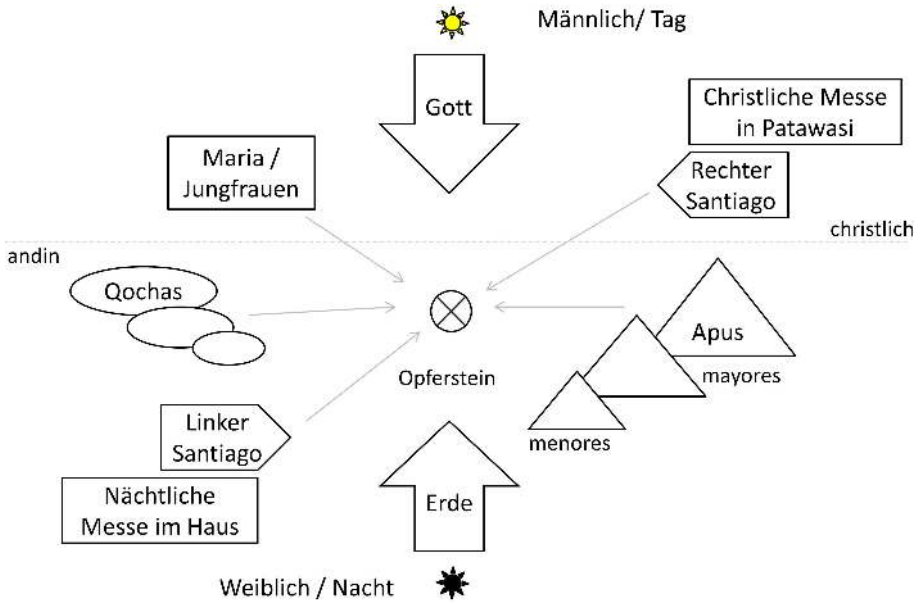 Männlich/ Tag
Gott
Christliche Messe
in Patawasi
Maria /
Jungfrauen
Rechter
Santiago
christlich
andin
Qochas
Apus
Opferstein
mayores
menores
Linker
Santiago
Nächtliche
Messe im Haus
Erde
Weiblich / Nacht